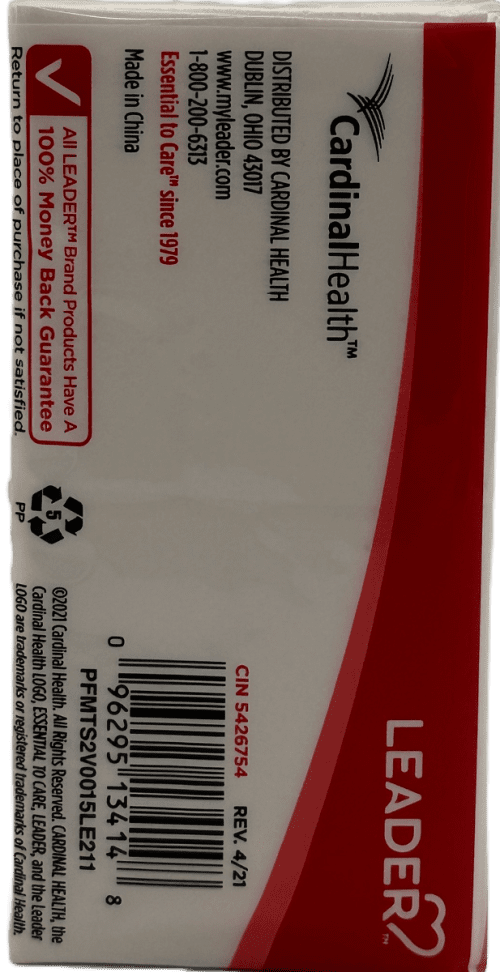 LEADER™
CardinalHealth™
DISTRIBUTED BY CARDINAL HEALTH
DUBLIN, OHIO 43017
www.myleader.com
1-800-200-6313
Essential to Care™ since 1979
Made in China
All LEADER™ Brand Products Have A
100% Money Back Guarantee
Return to place of purchase if not satisfied.
5
PP
CIN 5426754 REV. 4/21
0 96295 13414 8
PFMTS2V0015LE211
©2021 Cardinal Health. All Rights Reserved. CARDINAL HEALTH, the
Cardinal Health LOGO, ESSENTIAL TO CARE, LEADER, and the Leader
LOGO are trademarks or registered trademarks of Cardinal Health.